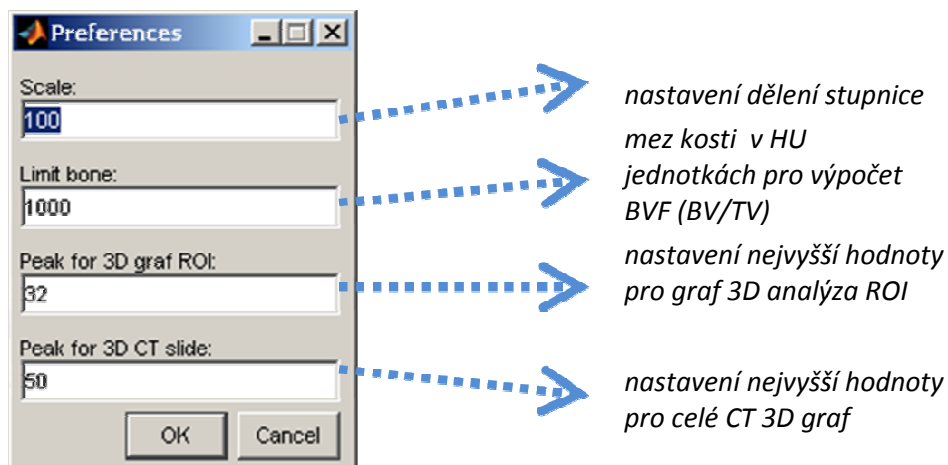 Preferences
Scale:
100
nastavení dělení stupnice
mez kosti v HU
jednotkách pro výpočet
BVF (BV/TV)
Limit bone:
1000
Peak for 3D graf ROI:
32
nastavení nejvyšší hodnoty
pro graf 3D analýza ROI
Peak for 3D CT slide:
50
nastavení nejvyšší hodnoty
pro celé CT 3D graf
OK
Cancel